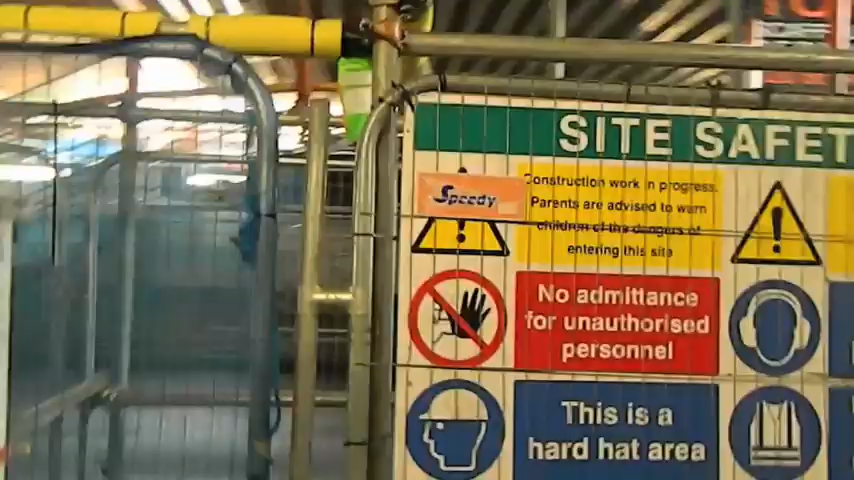 SITE SAFET
Speedy
Construction work in progress.
Parents are advised to warn
children of the dangers of
entering this site
No admittance
for unauthorised
personnel
This is a
hard hat area